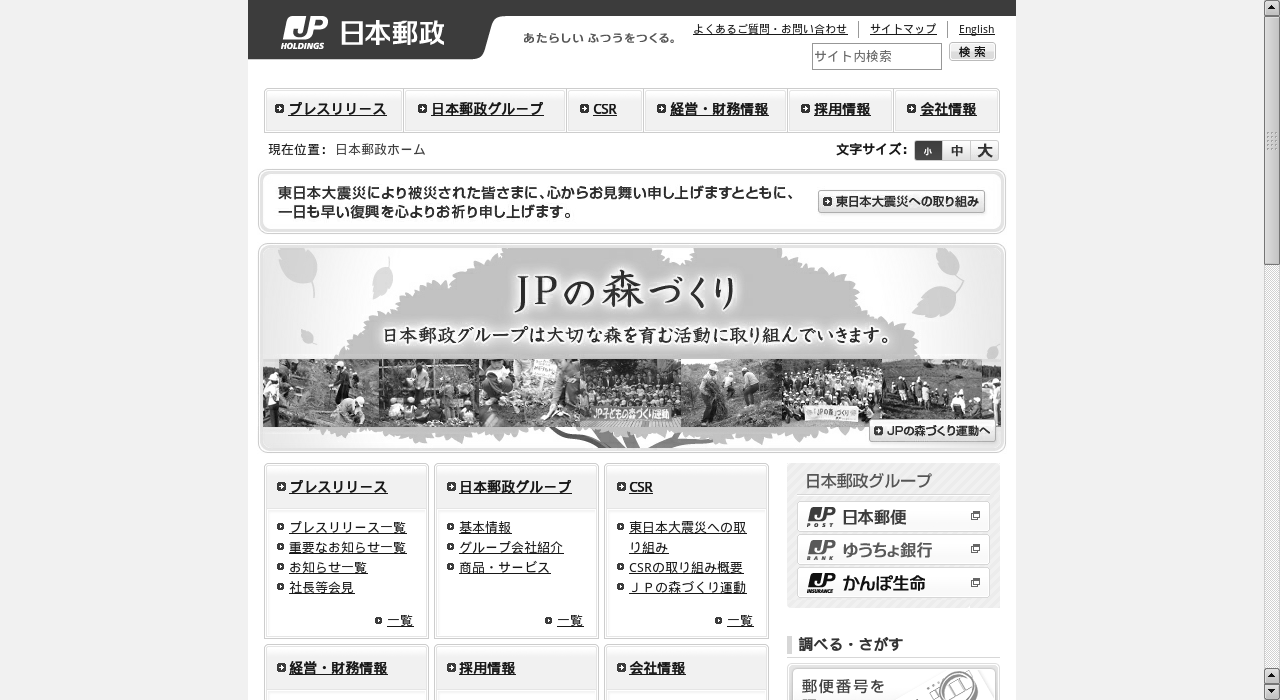 JP HOLDINGS 日本郵政
あたらしい ふつうをつくる。
よくあるご質問・お問い合わせ
サイトマップ
English
サイト内検索
検 索
プレスリリース
日本郵政グループ
CSR
経営・財務情報
採用情報
会社情報
現在位置: 日本郵政ホーム
文字サイズ: 小 中 大
東日本大震災により被災された皆さまに、心からお見舞い申し上げますとともに、
一日も早い復興を心よりお祈り申し上げます。
東日本大震災への取り組み
JPの森づくり
日本郵政グループは大切な森を育む活動に取り組んでいきます。
JP子どもの森づくり運動
JPの森づくり
JPの森づくり運動へ
プレスリリース
プレスリリース一覧
重要なお知らせ一覧
お知らせ一覧
社長等会見
一覧
日本郵政グループ
基本情報
グループ会社紹介
商品・サービス
一覧
CSR
東日本大震災への取
り組み
CSRの取り組み概要
ＪＰの森づくり運動
一覧
日本郵政グループ
JP POST 日本郵便
JP BANK ゆうちょ銀行
JP INSURANCE かんぽ生命
調べる・さがす
郵便番号を
経営・財務情報
採用情報
会社情報